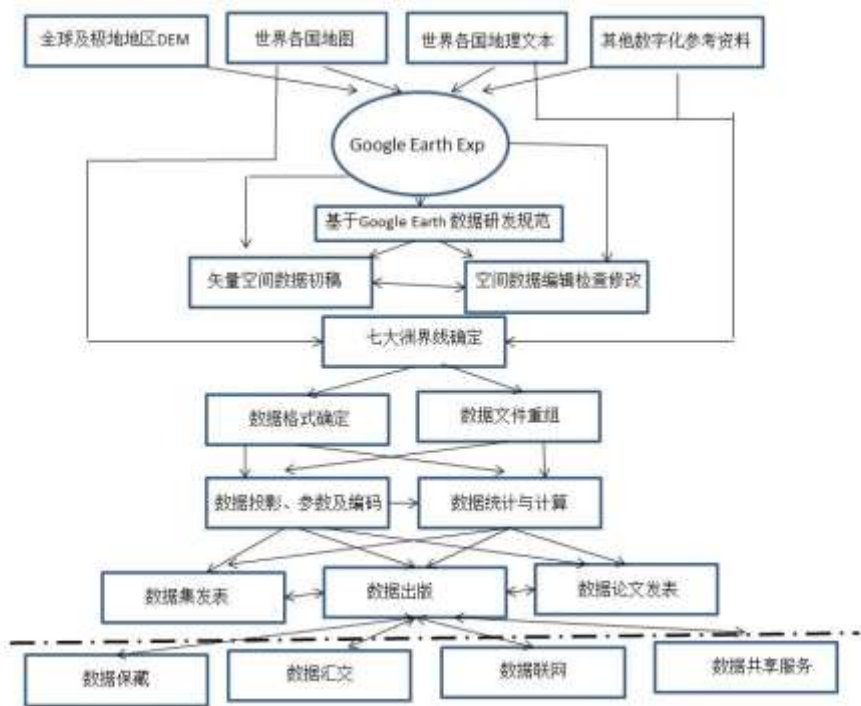 全球及极地地区DEM
世界各国地图
世界各国地理文本
其他数字化参考资料
Google Earth Exp
基于Google Earth 数据研发规范
矢量空间数据初稿
空间数据编辑检查修改
七大洲界线确定
数据格式确定
数据文件重组
数据投影、参数及编码
数据统计与计算
数据集发表
数据出版
数据论文发表
数据保藏
数据汇交
数据联网
数据共享服务